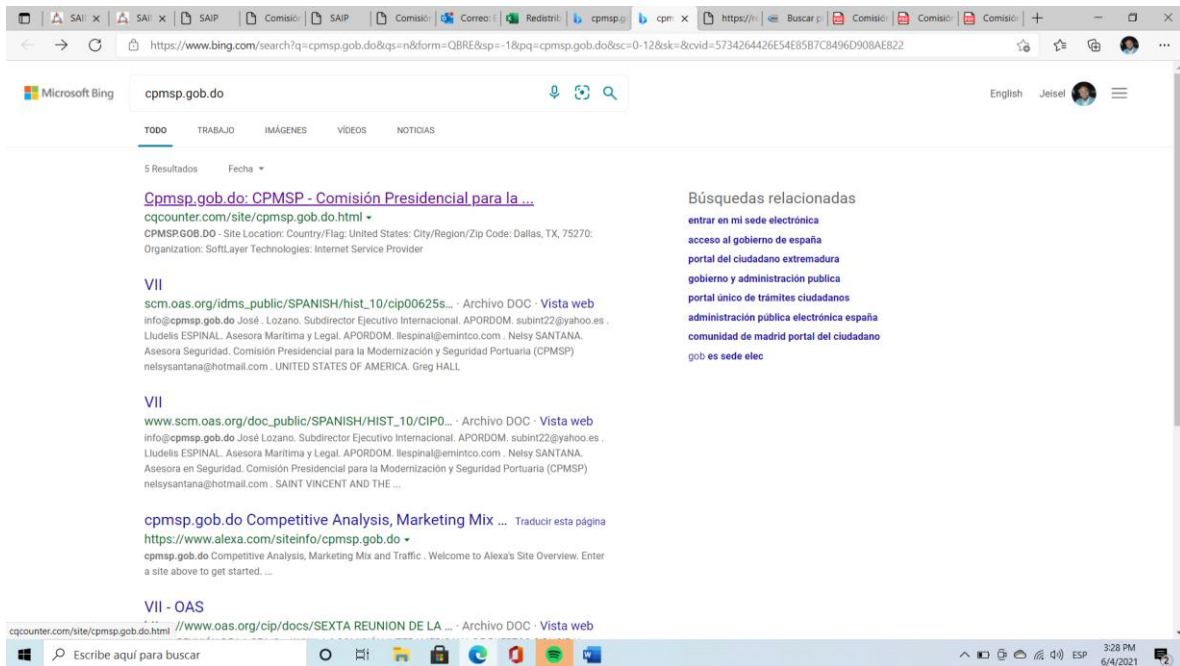 SAI
SAI
SAIP
Comisió
SAIP
Comisió
Correo: E
Redistrib
cpmsp.g
cpm
https://n
Buscar p
Comisió
Comisió
Comisió
https://www.bing.com/search?q=cpmsp.gob.do&qs=n&form=QBRE&sp=-1&pq=cpmsp.gob.do&sc=0-12&sk=&cvid=5734264426E54E85B7C8496D908AE822
Microsoft Bing
cpmsp.gob.do
English Jeisel
TODO TRABAJO IMÁGENES VÍDEOS NOTICIAS
5 Resultados Fecha
Cpmsp.gob.do: CPMSP - Comisión Presidencial para la ...
cqcounter.com/site/cpmsp.gob.do.html
CPMSP.GOB.DO - Site Location: Country/Flag: United States: City/Region/Zip Code: Dallas, TX, 75270:
Organization: SoftLayer Technologies: Internet Service Provider
VII
scm.oas.org/idms_public/SPANISH/hist_10/cip00625s... · Archivo DOC · Vista web
info@cpmsp.gob.do José . Lozano. Subdirector Ejecutivo Internacional. APORDOM. subint22@yahoo.es .
Lludelis ESPINAL. Asesora Marítima y Legal. APORDOM. llespinal@emintco.com . Nelsy SANTANA.
Asesora Seguridad. Comisión Presidencial para la Modernización y Seguridad Portuaria (CPMSP)
nelsysantana@hotmail.com . UNITED STATES OF AMERICA. Greg HALL
VII
www.scm.oas.org/doc_public/SPANISH/HIST_10/CIP0... · Archivo DOC · Vista web
info@cpmsp.gob.do José Lozano. Subdirector Ejecutivo Internacional. APORDOM. subint22@yahoo.es .
Lludelis ESPINAL. Asesora Marítima y Legal. APORDOM. llespinal@emintco.com . Nelsy SANTANA.
Asesora en Seguridad. Comisión Presidencial para la Modernización y Seguridad Portuaria (CPMSP)
nelsysantana@hotmail.com . SAINT VINCENT AND THE ...
cpmsp.gob.do Competitive Analysis, Marketing Mix ... Traducir esta página
https://www.alexa.com/siteinfo/cpmsp.gob.do
cpmsp.gob.do Competitive Analysis, Marketing Mix and Traffic . Welcome to Alexa's Site Overview. Enter
a site above to get started. ...
VII - OAS
//www.oas.org/cip/docs/SEXTA REUNION DE LA ... · Archivo DOC · Vista web
Búsquedas relacionadas
entrar en mi sede electrónica
acceso al gobierno de españa
portal del ciudadano extremadura
gobierno y administración publica
portal único de trámites ciudadanos
administración pública electrónica españa
comunidad de madrid portal del ciudadano
gob es sede elec
cqcounter.com/site/cpmsp.gob.do.html
Escribe aquí para buscar
ESP
3:28 PM
6/4/2021
2